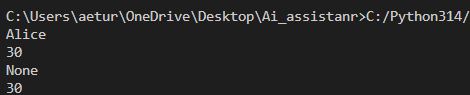 C:\Users\aetur\OneDrive\Desktop\Ai_assistanr>C:/Python314/
Alice
30
None
30